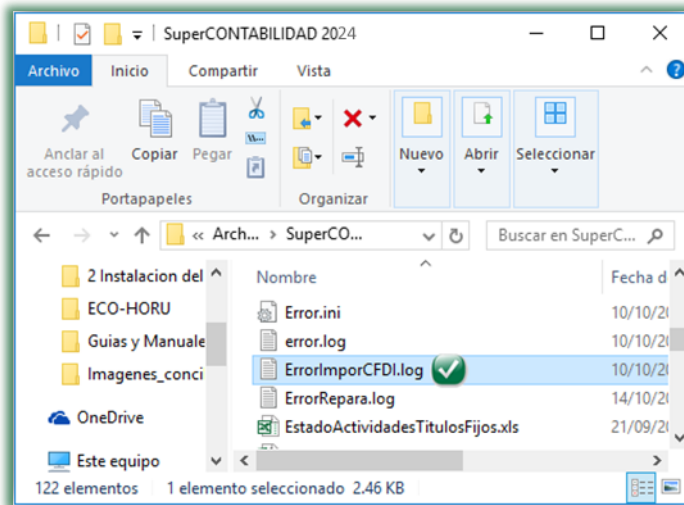 SuperCONTABILIDAD 2024
Archivo Inicio Compartir Vista
Anclar al acceso rápido
Copiar
Pegar
Nuevo
Abrir
Seleccionar
Portapapeles
Organizar
« Arch... > SuperCO...
Buscar en SuperC...
2 Instalacion del
ECO-HORU
Guias y Manuale
Imagenes_conci
OneDrive
Este equipo
Nombre Fecha d
Error.ini 10/10/20
error.log 10/10/20
ErrorImporCFDI.log 10/10/20
ErrorRepara.log 14/10/20
EstadoActividadesTitulosFijos.xls 21/09/20
122 elementos 1 elemento seleccionado 2.46 KB